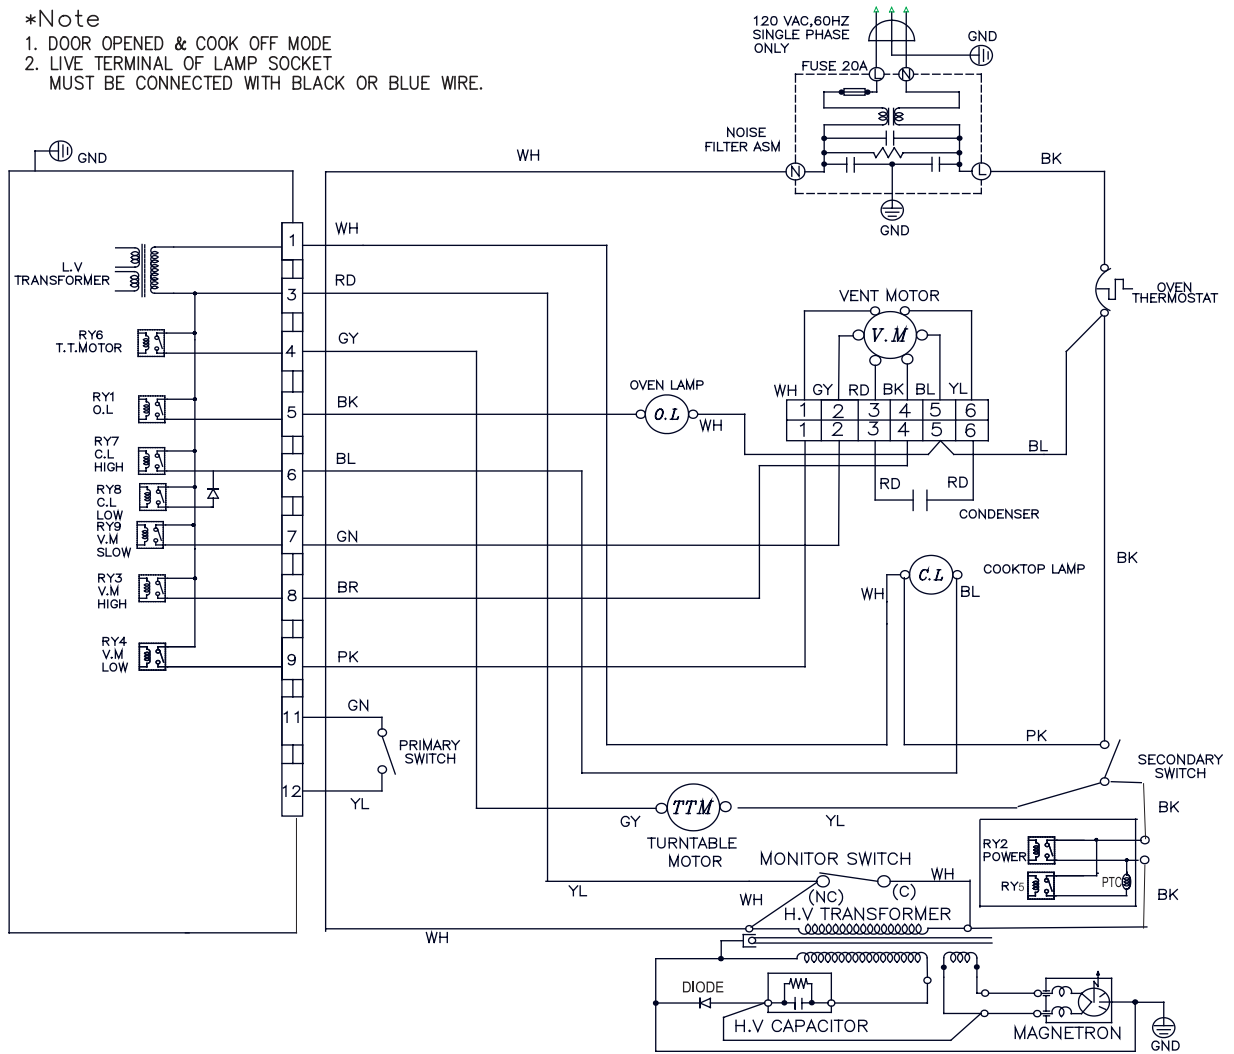 *Note
1. DOOR OPENED & COOK OFF MODE
2. LIVE TERMINAL OF LAMP SOCKET
MUST BE CONNECTED WITH BLACK OR BLUE WIRE.
120 VAC,60HZ
SINGLE PHASE
ONLY
GND
FUSE 20A
L
N
NOISE
FILTER ASM
N
L
GND
WH
BK
GND
L.V
TRANSFORMER
1
WH
3
RD
OVEN
THERMOSTAT
VENT MOTOR
V.M
RY6
T.T.MOTOR
4
GY
RY1
O.L
5
BK
OVEN LAMP
O.L
WH
WH
GY
RD
BK
BL
YL
1
2
3
4
5
6
1
2
3
4
5
6
BL
RY7
C.L
HIGH
6
BL
RY8
C.L
LOW
RD
RD
CONDENSER
RY9
V.M
SLOW
7
GN
BK
RY3
V.M
HIGH
8
BR
WH
C.L
BL
COOKTOP LAMP
RY4
V.M
LOW
9
PK
11
GN
PRIMARY
SWITCH
12
YL
PK
SECONDARY
SWITCH
BK
GY
TTM
YL
TURNTABLE
MOTOR
MONITOR SWITCH
YL
WH
(NC)
(C)
WH
RY2
POWER
RY5
PTC
BK
H.V TRANSFORMER
WH
DIODE
H.V CAPACITOR
N
MAGNETRON
GND